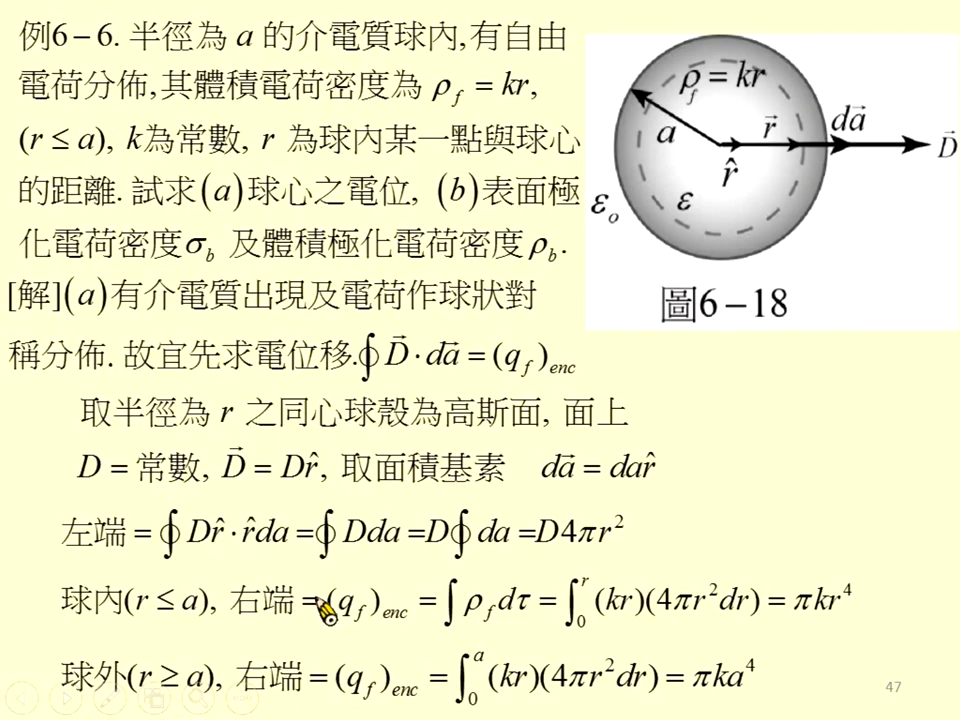 例6－6. 半徑為 a 的介電質球內,有自由
電荷分佈,其體積電荷密度為 ρ_f = kr,
(r ≤ a), k為常數, r 為球內某一點與球心
的距離. 試求(a)球心之電位, (b)表面極
化電荷密度σ_b 及體積極化電荷密度ρ_b.
[解](a)有介電質出現及電荷作球狀對
稱分佈. 故宜先求電位移.∮D⃗·da⃗ = (q_f)_enc
取半徑為 r 之同心球殼為高斯面, 面上
D = 常數, D⃗ = Dr̂, 取面積基素 da⃗ = dar̂
左端 = ∮Dr̂·r̂da =∮Dda =D∮da =D4πr²
球內(r ≤ a), 右端 = (q_f)_enc = ∫ρ_f dτ = ∫₀^r (kr)(4πr²dr) = πkr⁴
球外(r ≥ a), 右端 = (q_f)_enc = ∫₀^a (kr)(4πr²dr) = πka⁴
ρ_f = kr
a
r⃗
da⃗
D⃗
r̂
ε_o
ε
圖6－18
47